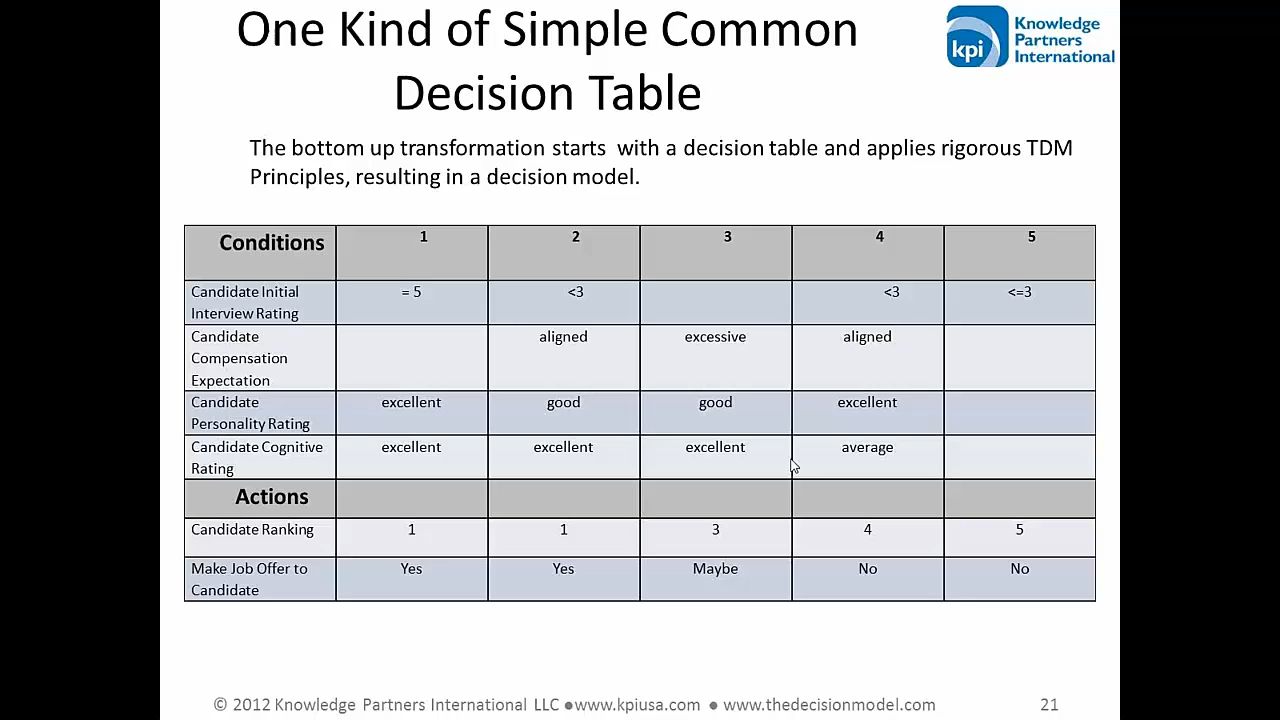 One Kind of Simple Common
Decision Table
kpi
Knowledge
Partners
International
The bottom up transformation starts with a decision table and applies rigorous TDM
Principles, resulting in a decision model.
Conditions 1 2 3 4 5
Candidate Initial
Interview Rating = 5 <3 <3 <=3
Candidate
Compensation
Expectation aligned excessive aligned
Candidate
Personality Rating excellent good good excellent
Candidate Cognitive
Rating excellent excellent excellent average
Actions
Candidate Ranking 1 1 3 4 5
Make Job Offer to
Candidate Yes Yes Maybe No No
© 2012 Knowledge Partners International LLC ●www.kpiusa.com ● www.thedecisionmodel.com 21